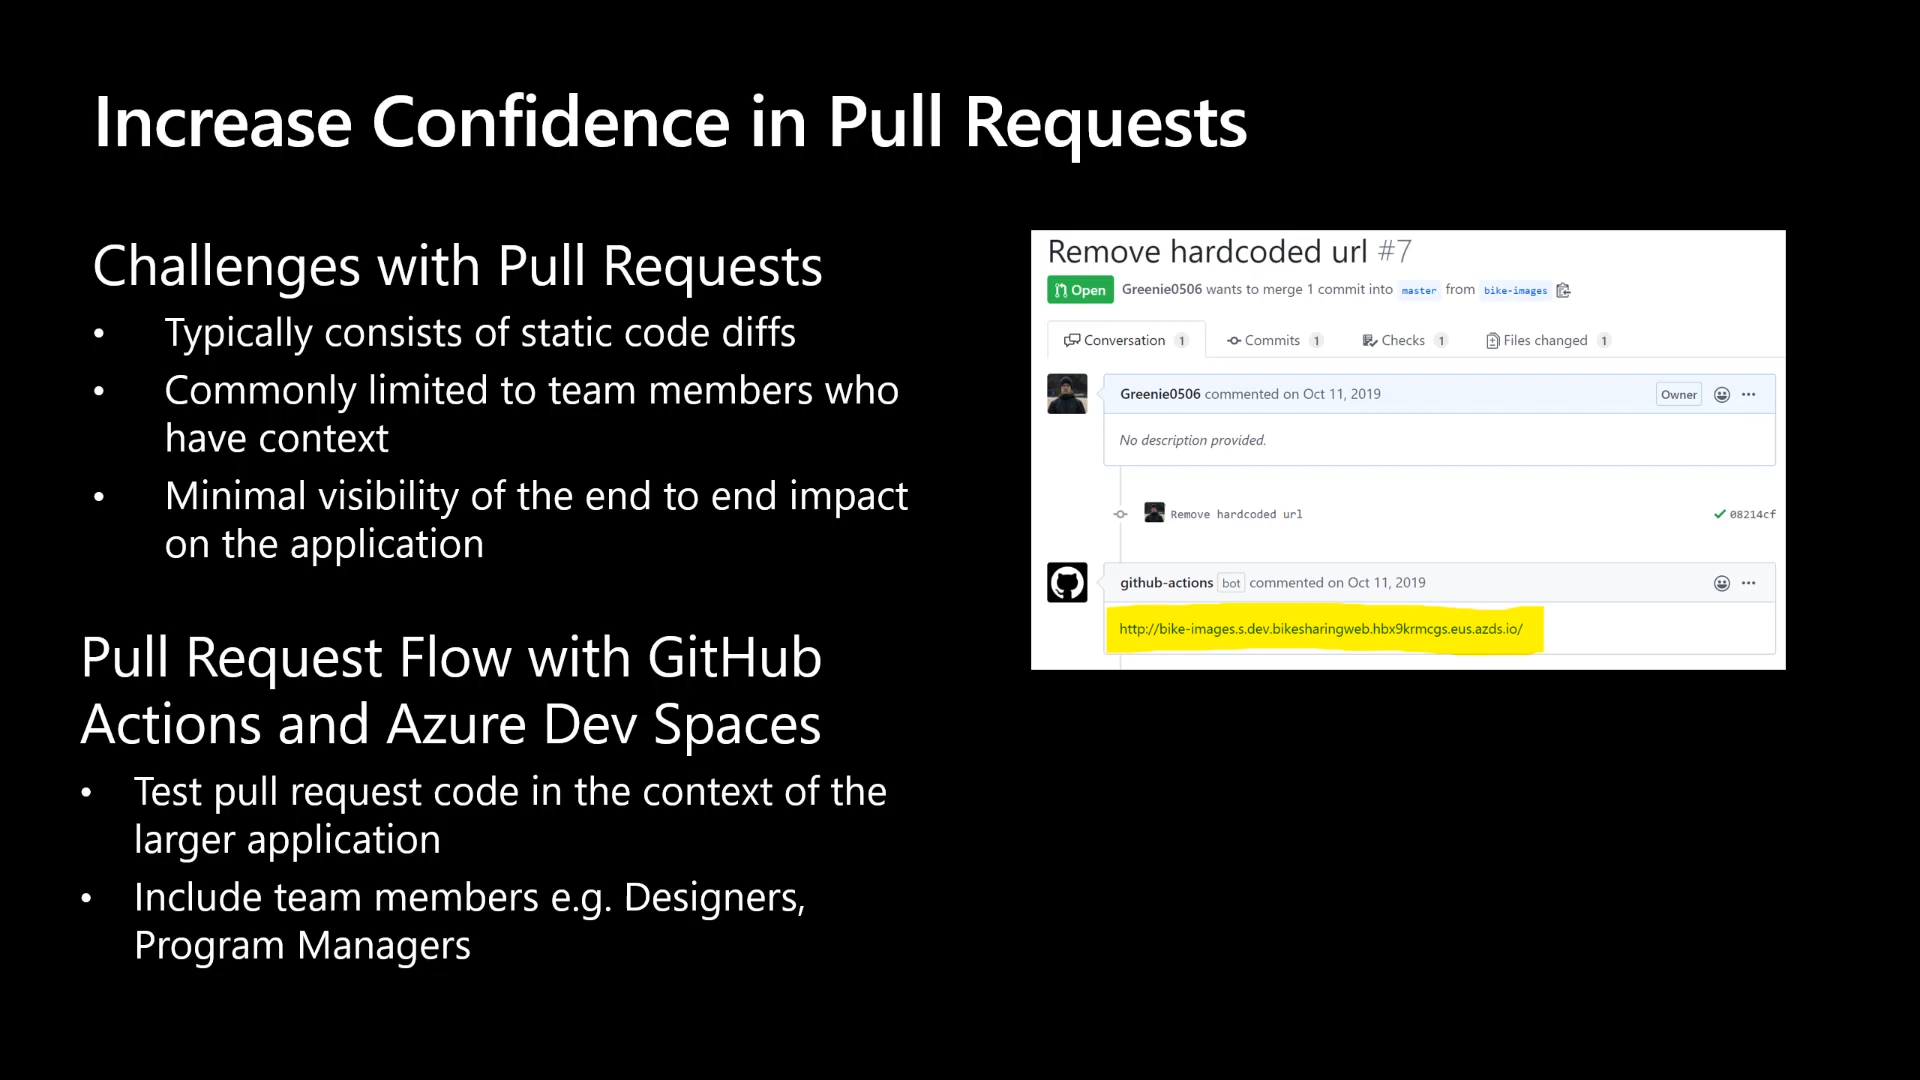 Increase Confidence in Pull Requests
Challenges with Pull Requests
• Typically consists of static code diffs
• Commonly limited to team members who
have context
• Minimal visibility of the end to end impact
on the application
Pull Request Flow with GitHub
Actions and Azure Dev Spaces
• Test pull request code in the context of the
larger application
• Include team members e.g. Designers,
Program Managers
Remove hardcoded url #7
Open Greenie0506 wants to merge 1 commit into master from bike-images
Conversation 1 Commits 1 Checks 1 Files changed 1
Greenie0506 commented on Oct 11, 2019 Owner
No description provided.
Remove hardcoded url 08214cf
github-actions bot commented on Oct 11, 2019
http://bike-images.s.dev.bikesharingweb.hbx9krmcgs.eus.azds.io/